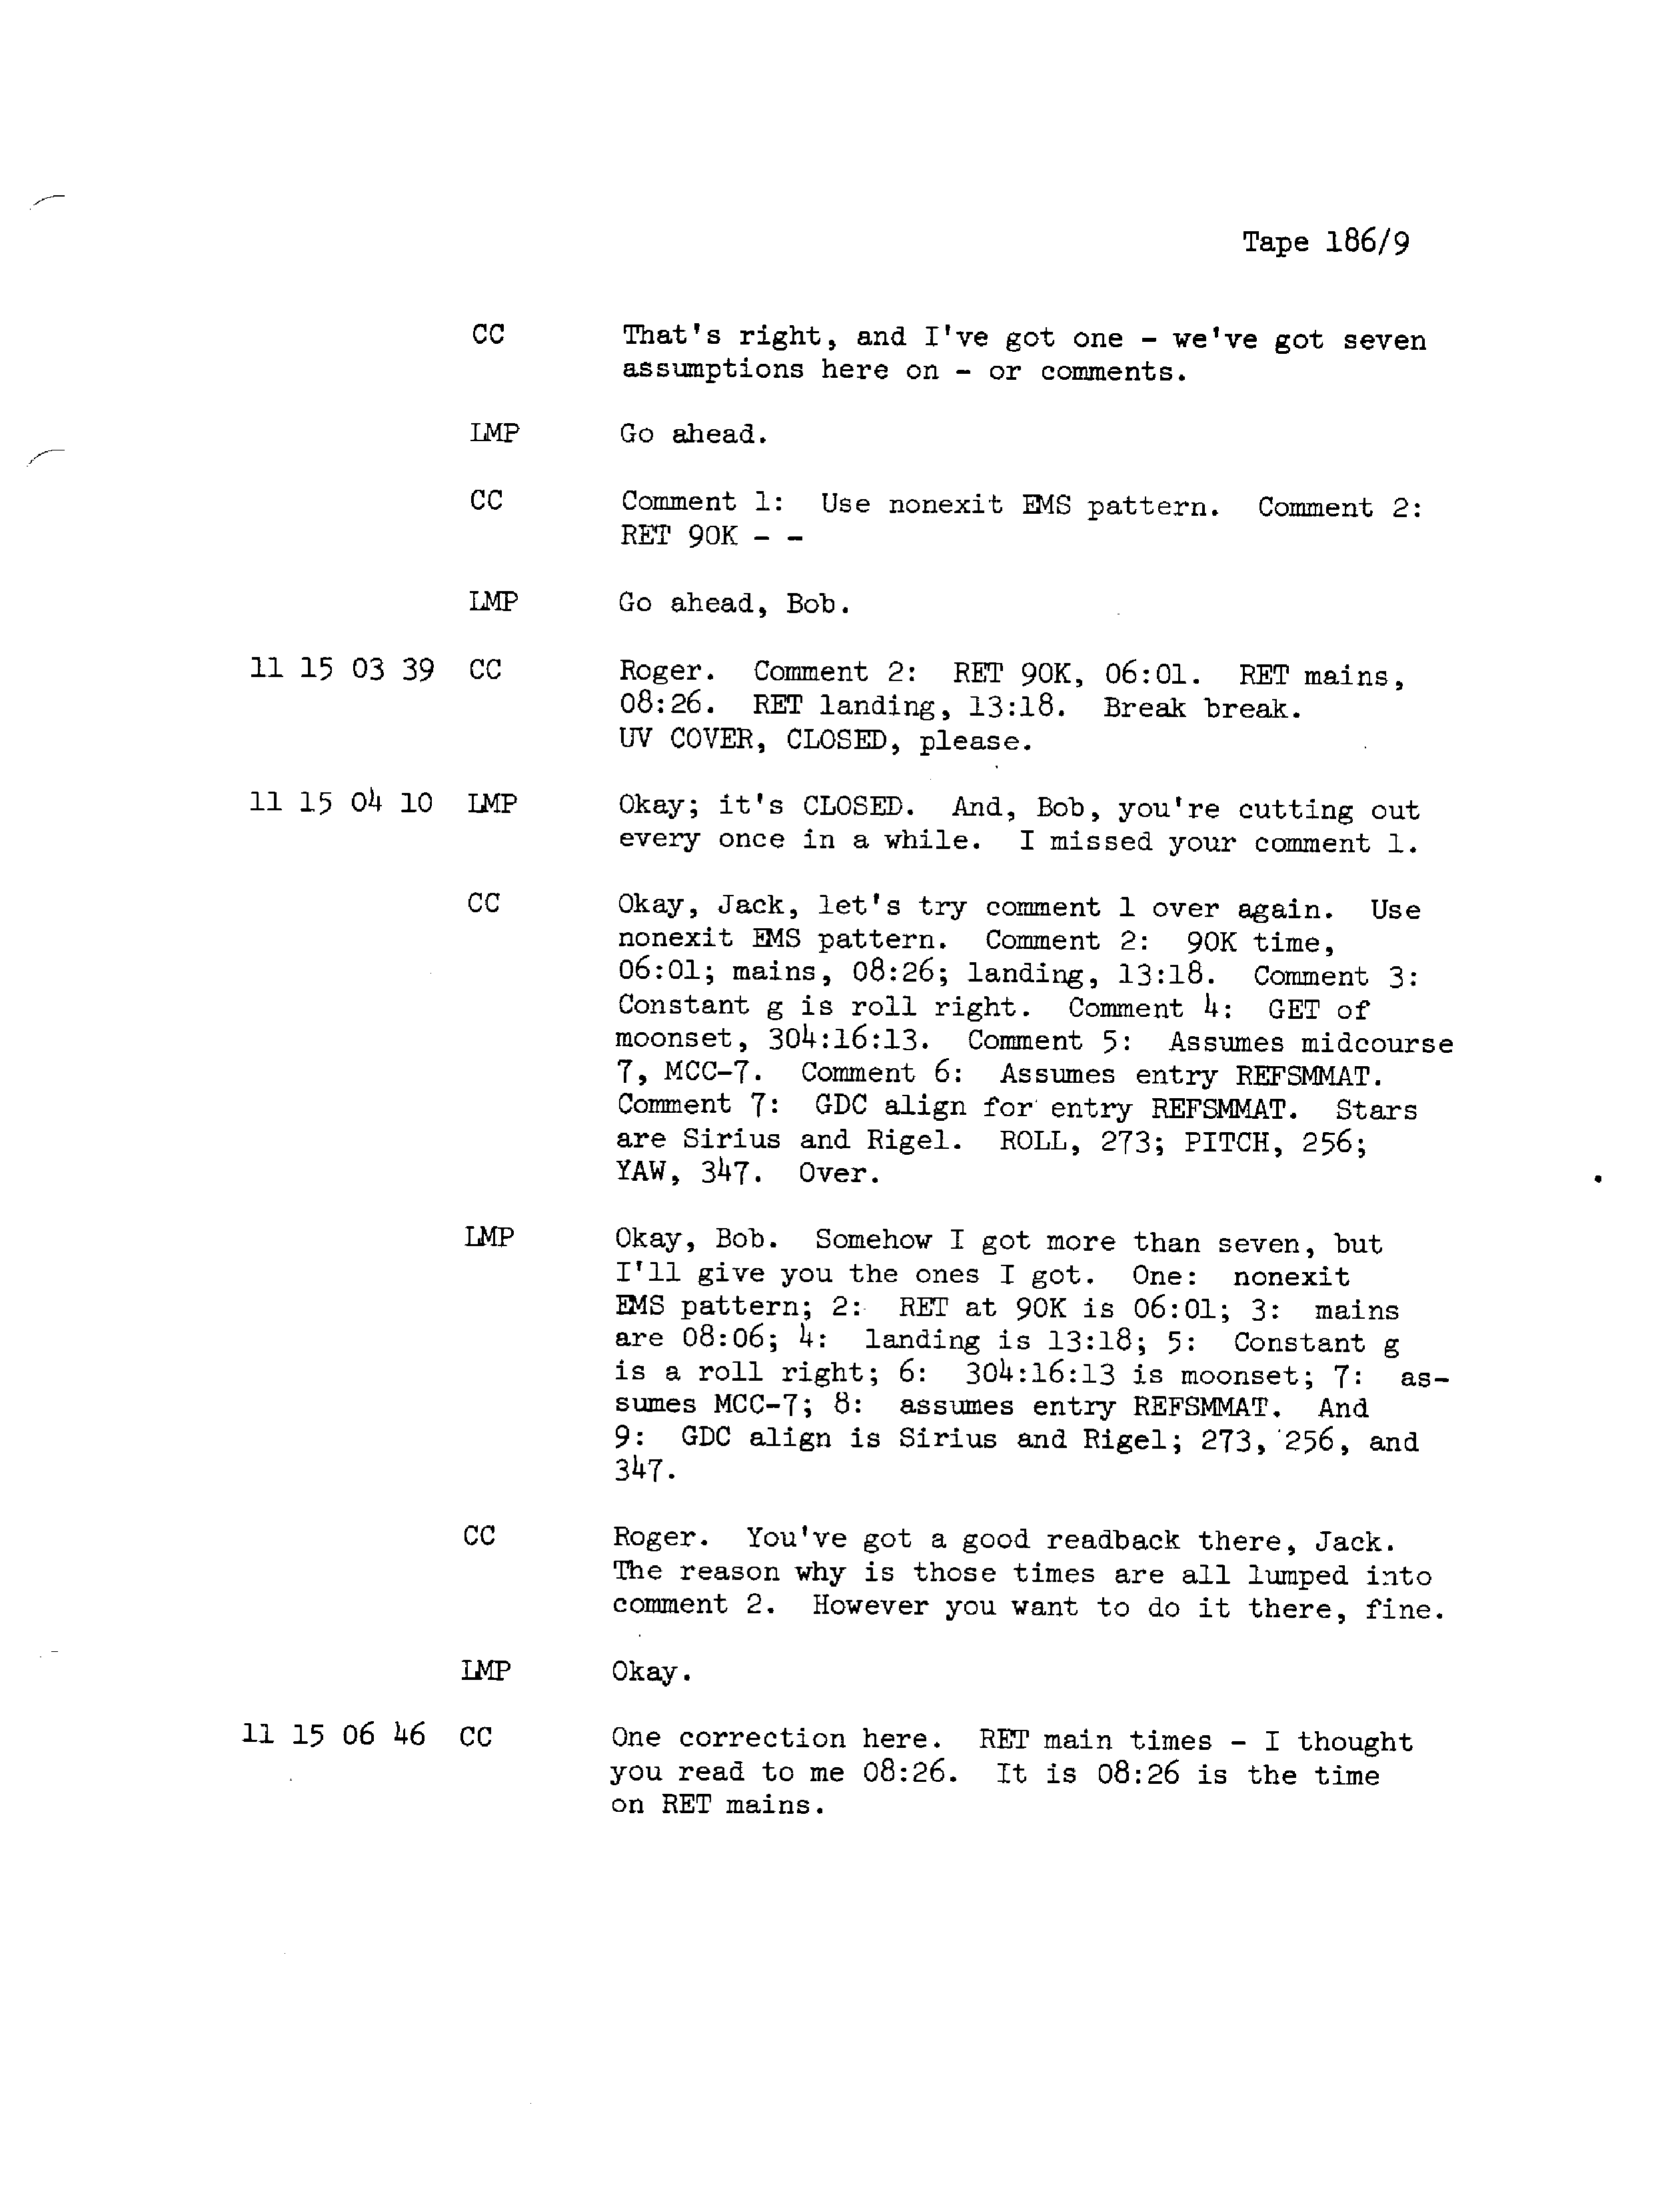 Tape 186/9
CC That's right, and I've got one - we've got seven
assumptions here on - or comments.
LMP Go ahead.
CC Comment 1: Use nonexit EMS pattern. Comment 2:
RET 90K - -
LMP Go ahead, Bob.
11 15 03 39 CC Roger. Comment 2: RET 90K, 06:01. RET mains,
08:26. RET landing, 13:18. Break break.
UV COVER, CLOSED, please.
11 15 04 10 LMP Okay; it's CLOSED. And, Bob, you're cutting out
every once in a while. I missed your comment 1.
CC Okay, Jack, let's try comment 1 over again. Use
nonexit EMS pattern. Comment 2: 90K time,
06:01; mains, 08:26; landing, 13:18. Comment 3:
Constant g is roll right. Comment 4: GET of
moonset, 304:16:13. Comment 5: Assumes midcourse
7, MCC-7. Comment 6: Assumes entry REFSMMAT.
Comment 7: GDC align for entry REFSMMAT. Stars
are Sirius and Rigel. ROLL, 273; PITCH, 256;
YAW, 347. Over.
LMP Okay, Bob. Somehow I got more than seven, but
I'll give you the ones I got. One: nonexit
EMS pattern; 2: RET at 90K is 06:01; 3: mains
are 08:06; 4: landing is 13:18; 5: Constant g
is a roll right; 6: 304:16:13 is moonset; 7: as-
sumes MCC-7; 8: assumes entry REFSMMAT. And
9: GDC align is Sirius and Rigel; 273, 256, and
347.
CC Roger. You've got a good readback there, Jack.
The reason why is those times are all lumped into
comment 2. However you want to do it there, fine.
LMP Okay.
11 15 06 46 CC One correction here. RET main times - I thought
you read to me 08:26. It is 08:26 is the time
on RET mains.